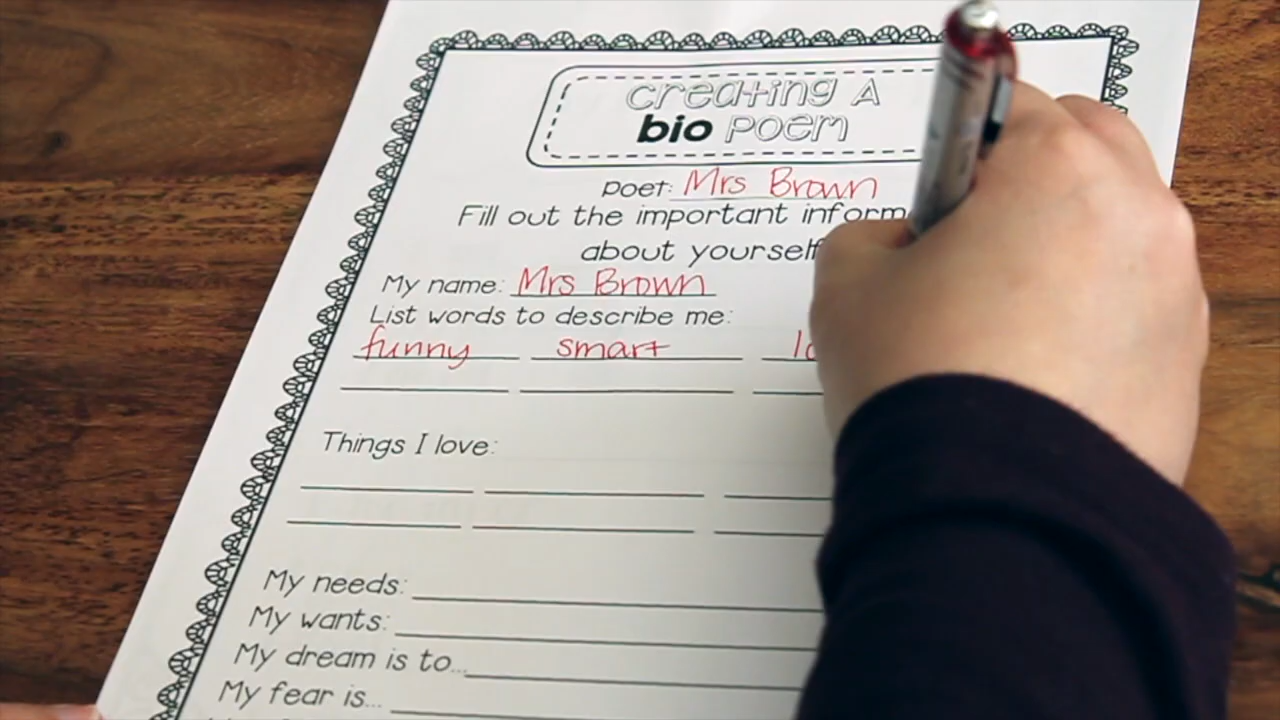 creating A
bio poem
poet: Mrs Brown
Fill out the important
about yourself
My name: Mrs Brown
List words to describe me:
funny smart
Things I love:
My needs:
My wants:
My dream is to...
My fear is...